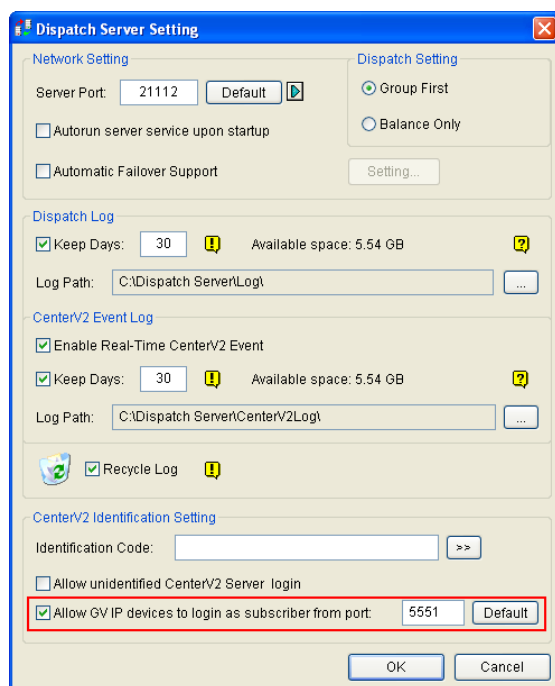 Dispatch Server Setting
Network Setting
Server Port: 21112 Default
Autorun server service upon startup
Automatic Failover Support
Dispatch Setting
Group First
Balance Only
Setting...
Dispatch Log
Keep Days: 30 ! Available space: 5.54 GB ?
Log Path: C:\Dispatch Server\Log\ ...
CenterV2 Event Log
Enable Real-Time CenterV2 Event
Keep Days: 30 ! Available space: 5.54 GB ?
Log Path: C:\Dispatch Server\CenterV2Log\ ...
Recycle Log !
CenterV2 Identification Setting
Identification Code: >>
Allow unidentified CenterV2 Server login
Allow GV IP devices to login as subscriber from port: 5551 Default
OK Cancel